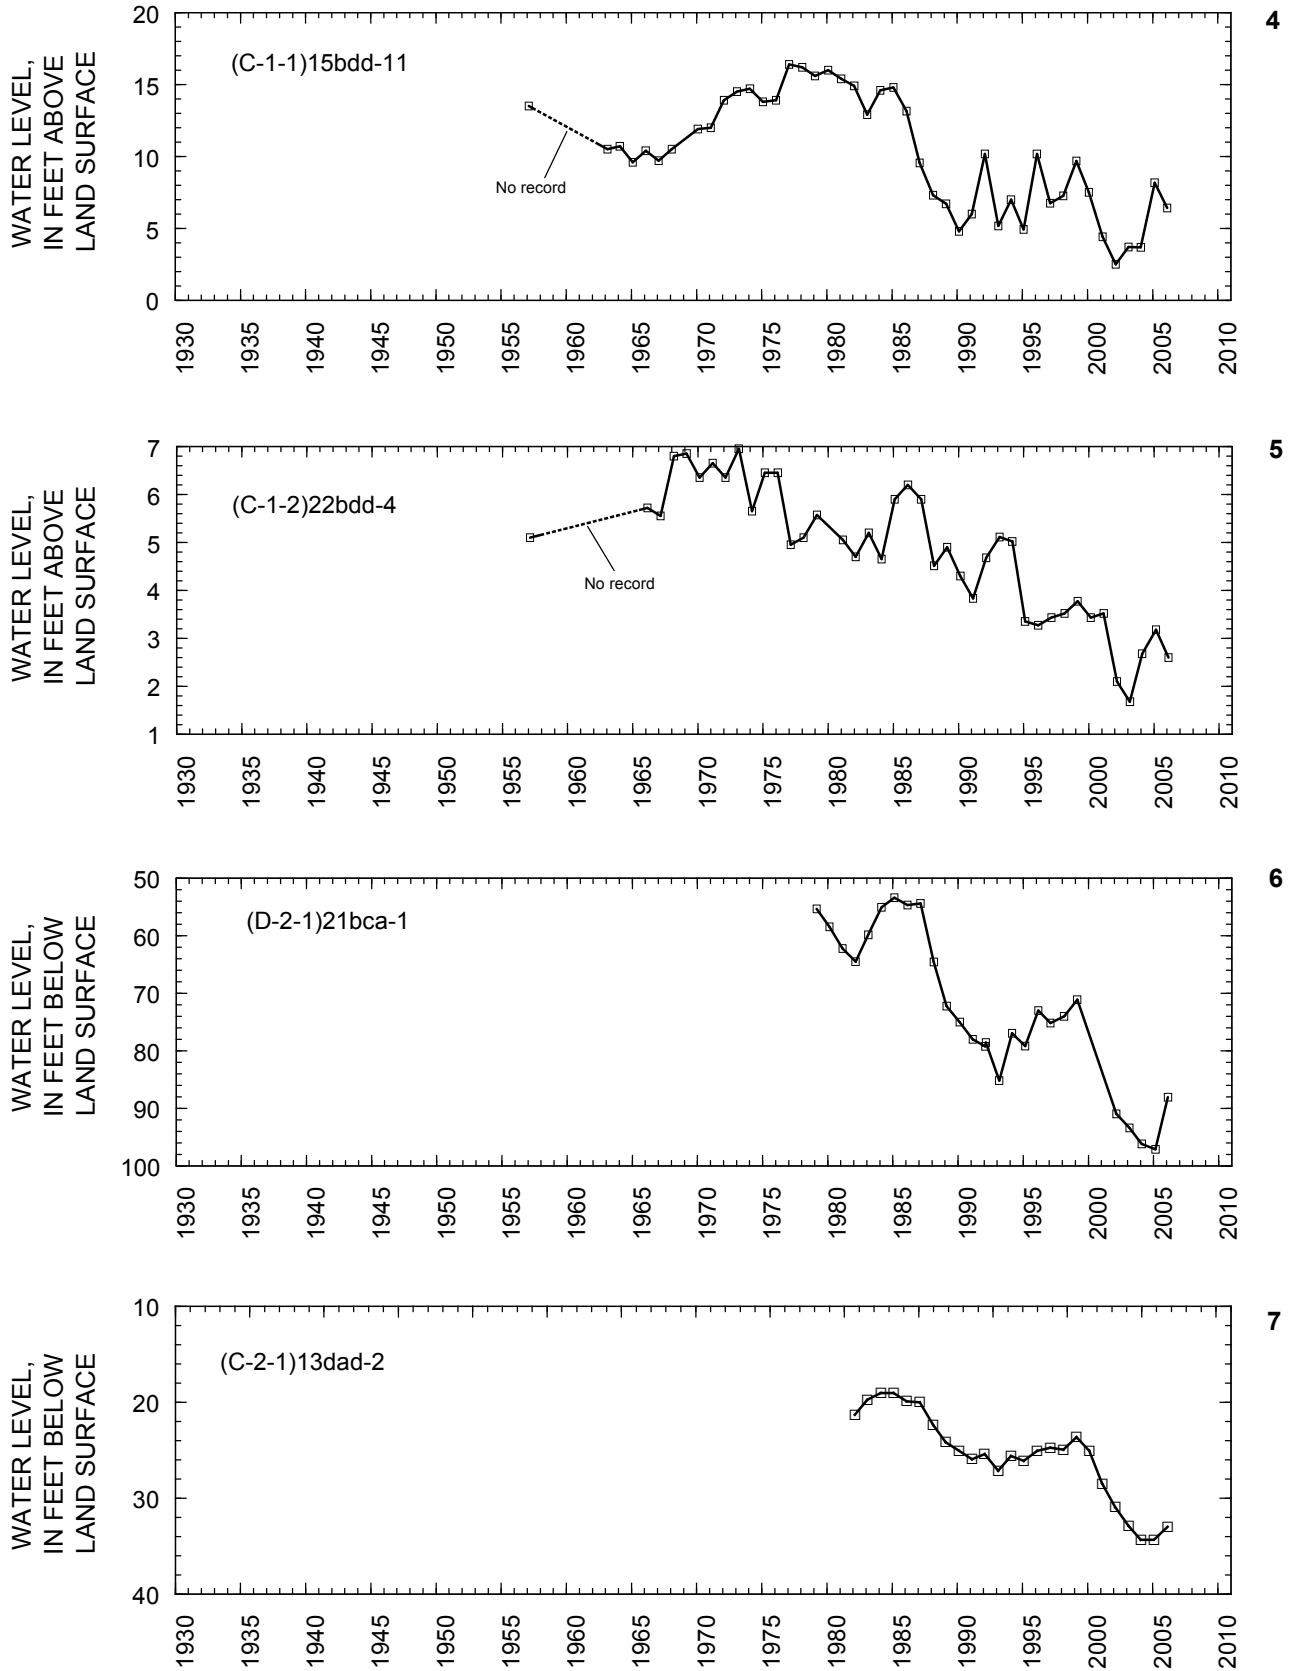 4
WATER LEVEL,
IN FEET ABOVE
LAND SURFACE
20
15
10
5
0
(C-1-1)15bdd-11
No record
1930 1935 1940 1945 1950 1955 1960 1965 1970 1975 1980 1985 1990 1995 2000 2005 2010
5
WATER LEVEL,
IN FEET ABOVE
LAND SURFACE
7
6
5
4
3
2
1
(C-1-2)22bdd-4
No record
1930 1935 1940 1945 1950 1955 1960 1965 1970 1975 1980 1985 1990 1995 2000 2005 2010
6
WATER LEVEL,
IN FEET BELOW
LAND SURFACE
50
60
70
80
90
100
(D-2-1)21bca-1
1930 1935 1940 1945 1950 1955 1960 1965 1970 1975 1980 1985 1990 1995 2000 2005 2010
7
WATER LEVEL,
IN FEET BELOW
LAND SURFACE
10
20
30
40
(C-2-1)13dad-2
1930 1935 1940 1945 1950 1955 1960 1965 1970 1975 1980 1985 1990 1995 2000 2005 2010